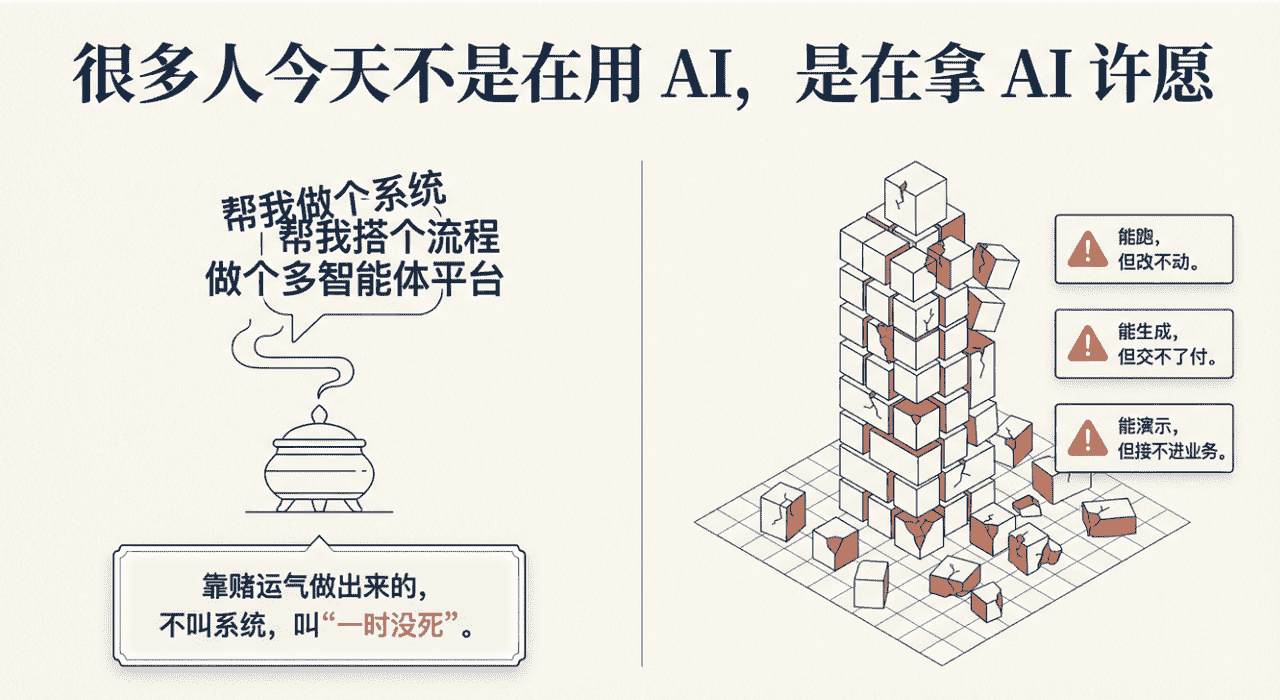 很多人今天不是在用 AI，是在拿 AI 许愿
帮我做个系统
帮我搭个流程
做个多智能体平台
靠赌运气做出来的，
不叫系统，叫“一时没死”。
能跑，
但改不动。
能生成，
但交不了付。
能演示，
但接不进业务。